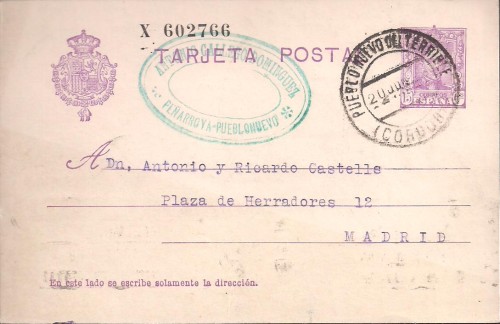 X 602766
TARJETA POSTAL
PEÑARROYA-PUEBLONUEVO
PUEBLONUEVO DEL TERRIBLE
(CORDOBA)
15
ESPAÑA
A Dn, Antonio y Ricardo Castells
Plaza de Herradores 12
MADRID
En este lado se escribe solamente la dirección.